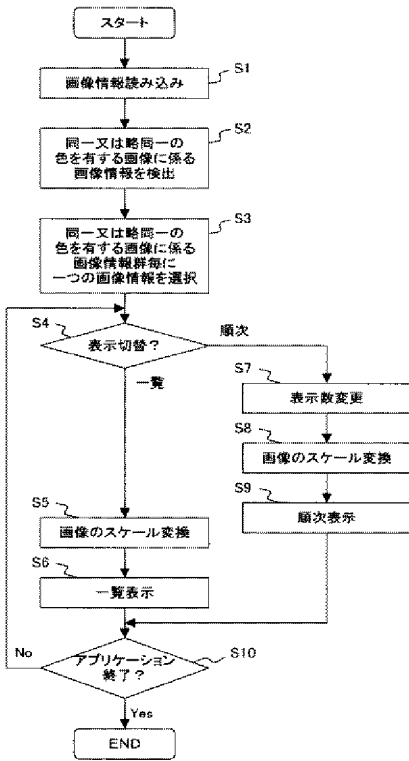 スタート
S1
画像情報読み込み
S2
同一又は略同一の
色を有する画像に係る
画像情報を検出
S3
同一又は略同一の
色を有する画像に係る
画像情報群毎に
一つの画像情報を選択
S4
表示切替?
順次
一覧
S7
表示数変更
S8
画像のスケール変換
S9
順次表示
S5
画像のスケール変換
S6
一覧表示
No
アプリケーション
終了?
S10
Yes
END